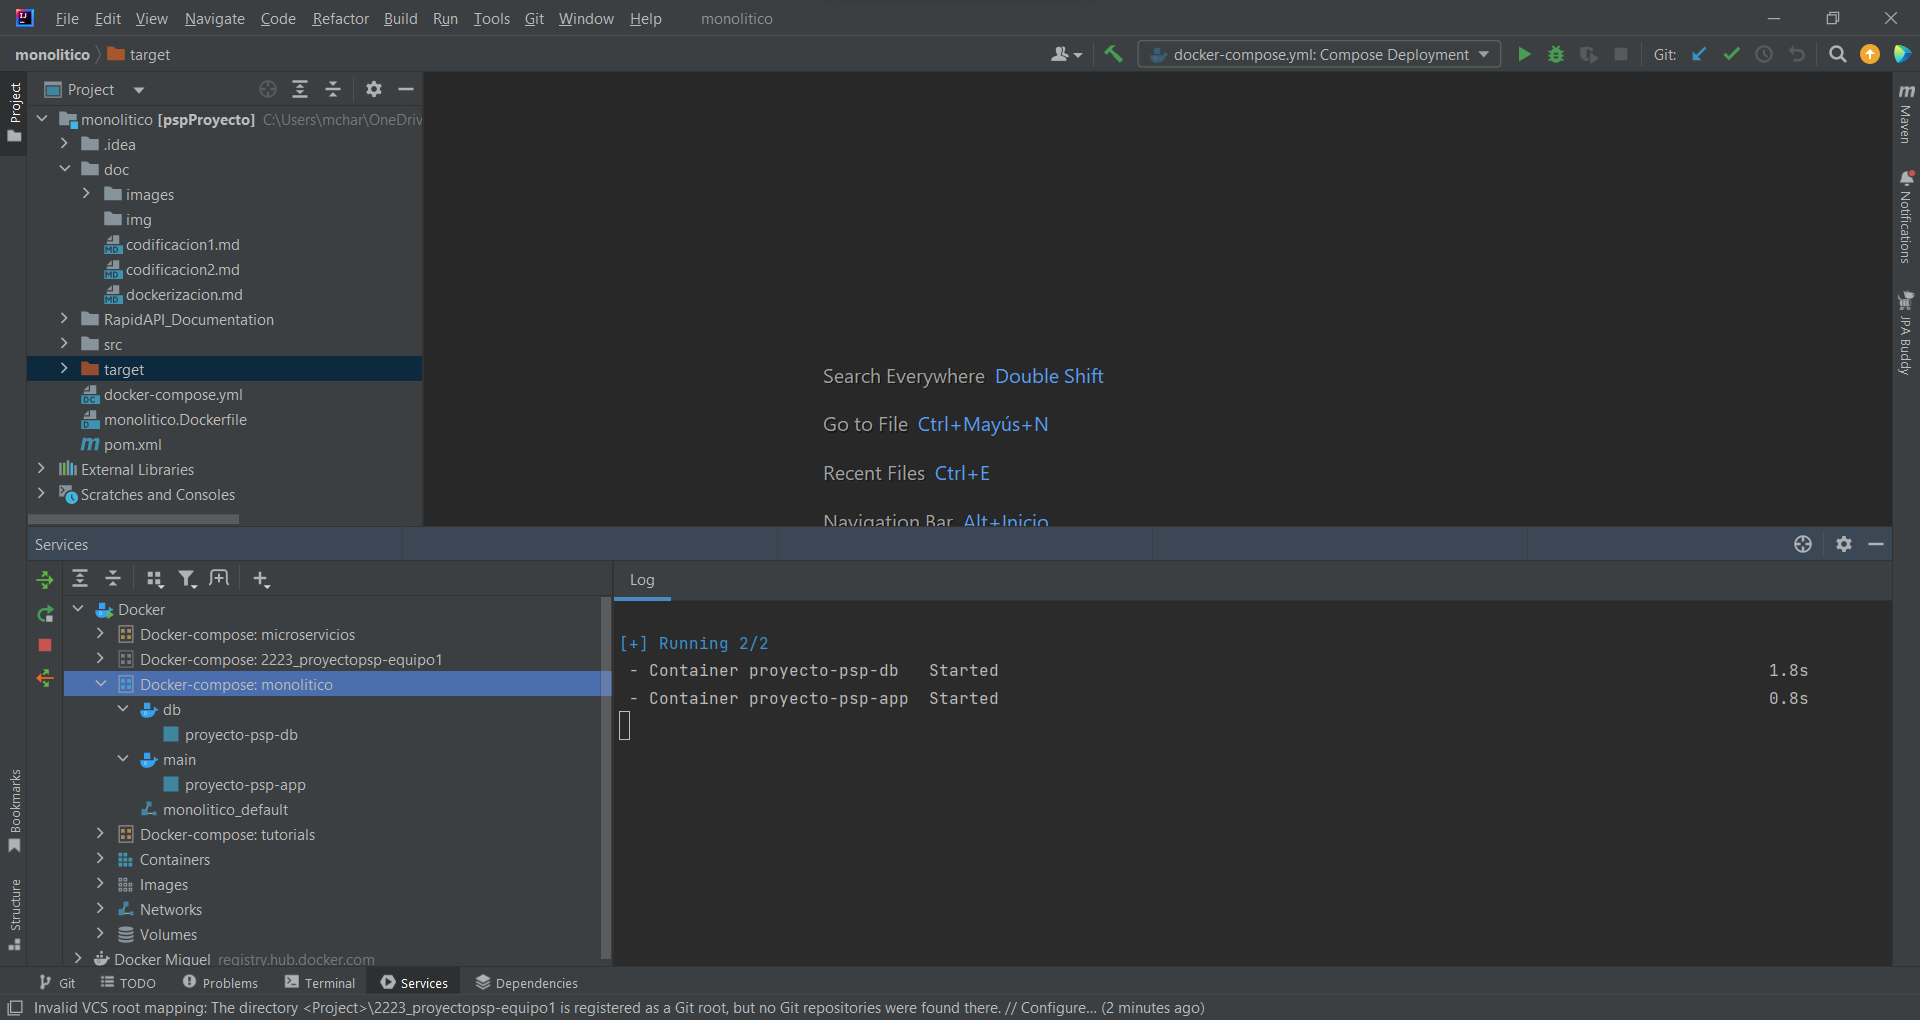 File Edit View Navigate Code Refactor Build Run Tools Git Window Help monolitico
monolitico target
docker-compose.yml: Compose Deployment Git:
Project
Project
monolitico [pspProyecto] C:\Users\mchar\OneDriv
.idea
doc
images
img
codificacion1.md
codificacion2.md
dockerizacion.md
RapidAPI_Documentation
src
target
docker-compose.yml
monolitico.Dockerfile
pom.xml
External Libraries
Scratches and Consoles
Search Everywhere Double Shift
Go to File Ctrl+Mayús+N
Recent Files Ctrl+E
Navigation Bar Alt+Inicio
Maven
Notifications
JPA Buddy
Services
Docker
Docker-compose: microservicios
Docker-compose: 2223_proyectopsp-equipo1
Docker-compose: monolitico
db
proyecto-psp-db
main
proyecto-psp-app
monolitico_default
Docker-compose: tutorials
Containers
Images
Networks
Volumes
Docker Miguel registry.hub.docker.com
Log
[+] Running 2/2
- Container proyecto-psp-db Started 1.8s
- Container proyecto-psp-app Started 0.8s
Bookmarks
Structure
Git TODO Problems Terminal Services Dependencies
Invalid VCS root mapping: The directory <Project>\2223_proyectopsp-equipo1 is registered as a Git root, but no Git repositories were found there. // Configure... (2 minutes ago)